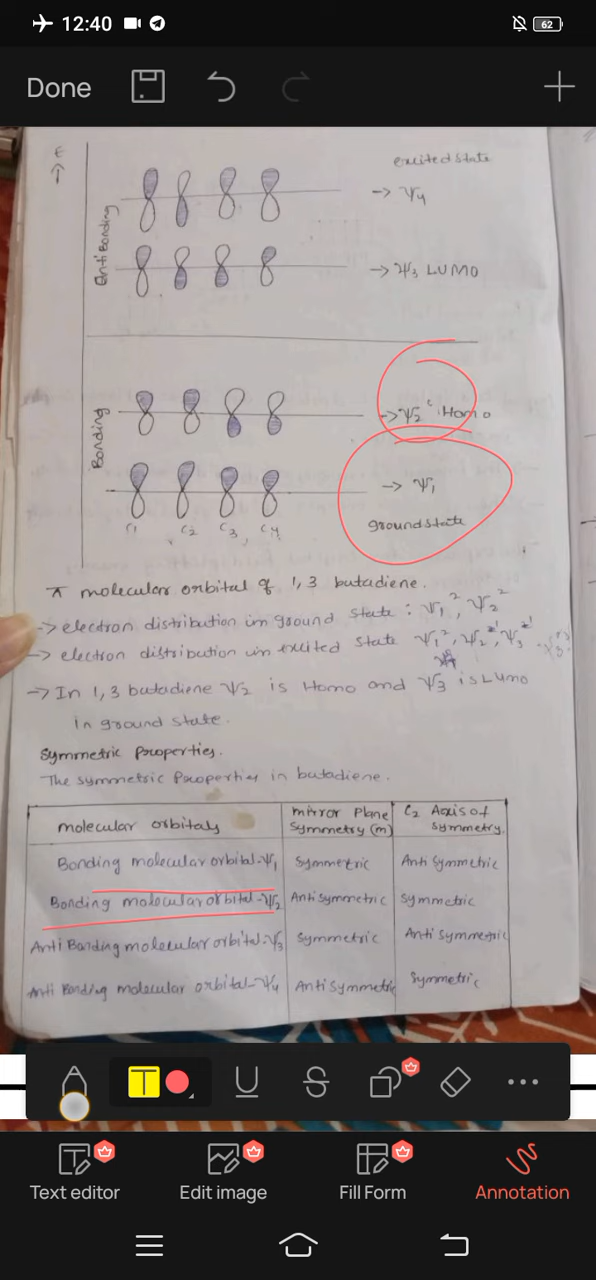 12:40
62
Done
E
excited state
Anti Bonding
→ Ψ4
→ Ψ3 LUMO
Bonding
→ Ψ2 Homo
→ Ψ1
C1 C2 C3 C4
ground state
π molecular orbital of 1,3 butadiene.
→ electron distribution in ground state : Ψ1², Ψ2²
→ electron distribution in excited state Ψ1², Ψ2¹, Ψ3¹
→ In 1,3 butadiene Ψ2 is Homo and Ψ3 is Lumo
in ground state.
Symmetric properties.
The symmetric Properties in butadiene.
molecular orbitals mirror Plane Symmetry (m) C2 Axis of Symmetry.
Bonding molecular orbital-Ψ1 Symmetric Anti Symmetric
Bonding molecular orbital-Ψ2 Antisymmetric Symmetric
Anti Bonding molecular orbital-Ψ3 Symmetric Anti Symmetric
Anti Bonding molecular orbital-Ψ4 Anti Symmetric Symmetric
T U S
Text editor Edit image Fill Form Annotation